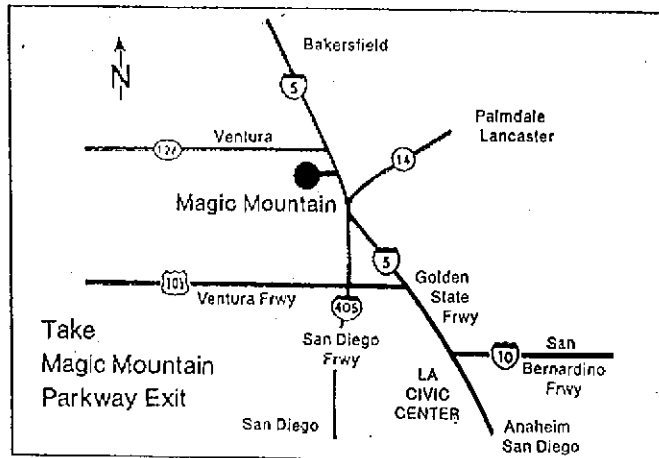 Bakersfield
N
5
Palmdale
Lancaster
Ventura
126
14
Magic Mountain
5
101
Ventura Frwy
Golden
State
Frwy
405
Take
Magic Mountain
Parkway Exit
San Diego
Frwy
10
San
Bernardino
Frwy
LA
CIVIC
CENTER
San Diego
Anaheim
San Diego